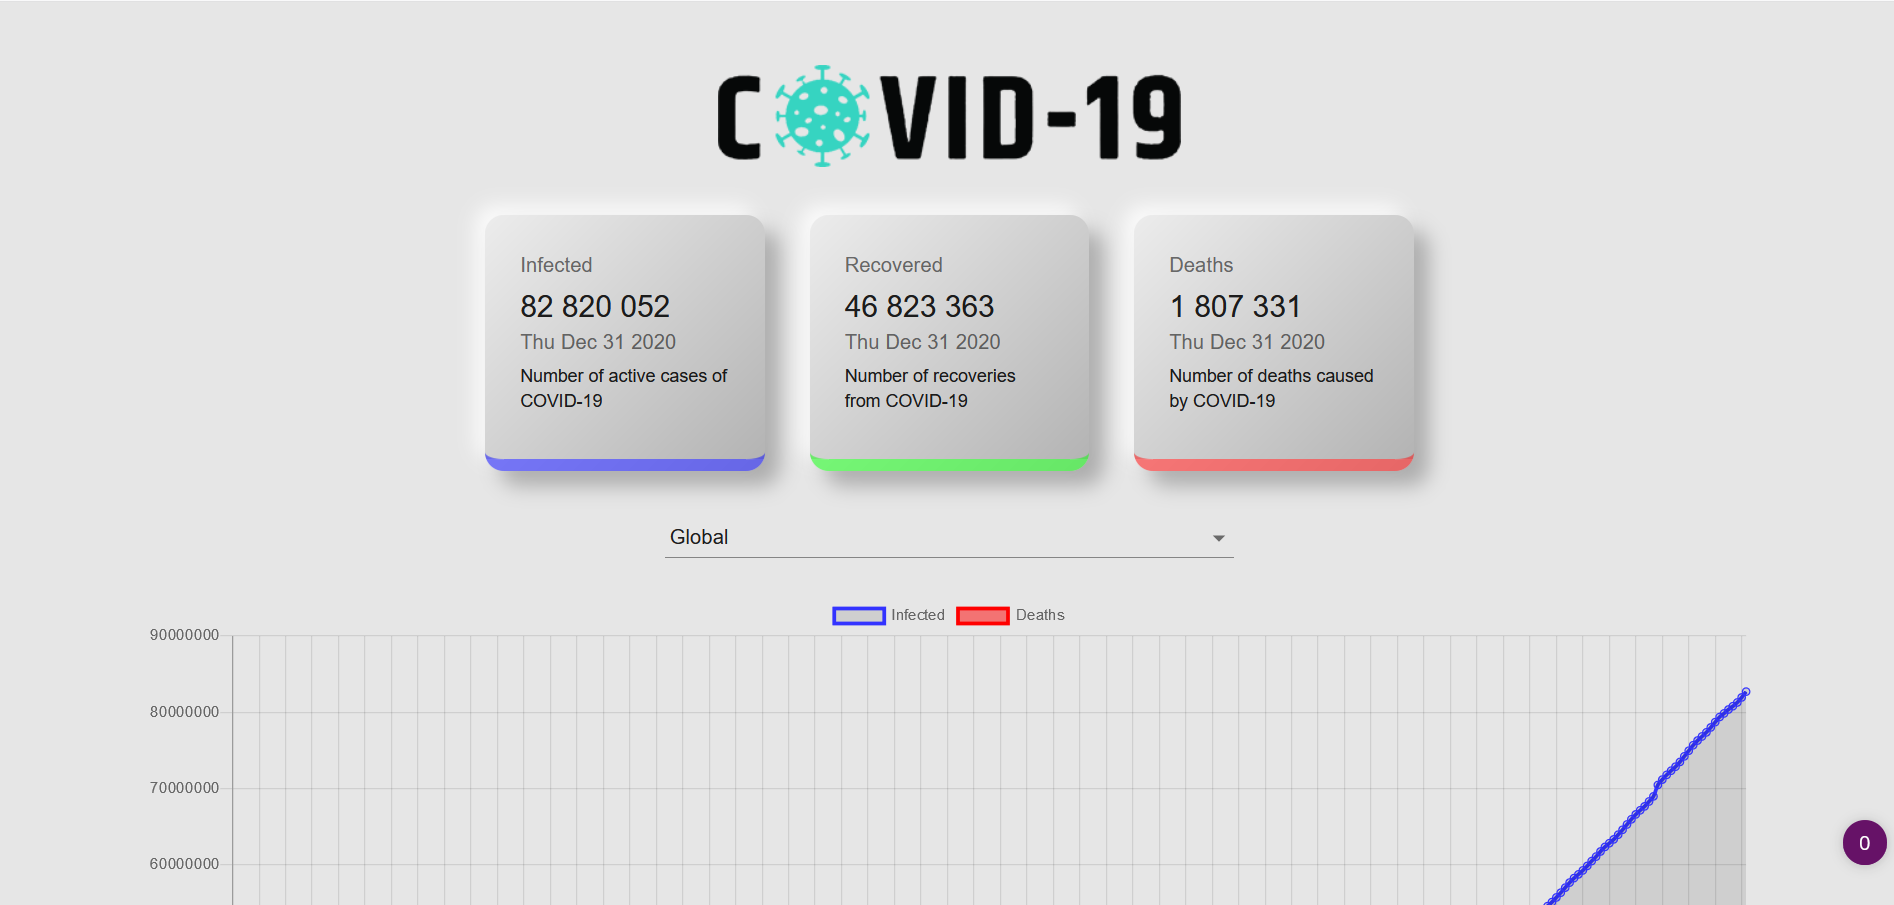 COVID-19
Infected
82 820 052
Thu Dec 31 2020
Number of active cases of
COVID-19
Recovered
46 823 363
Thu Dec 31 2020
Number of recoveries
from COVID-19
Deaths
1 807 331
Thu Dec 31 2020
Number of deaths caused
by COVID-19
Global
Infected Deaths
90000000
80000000
70000000
60000000
0